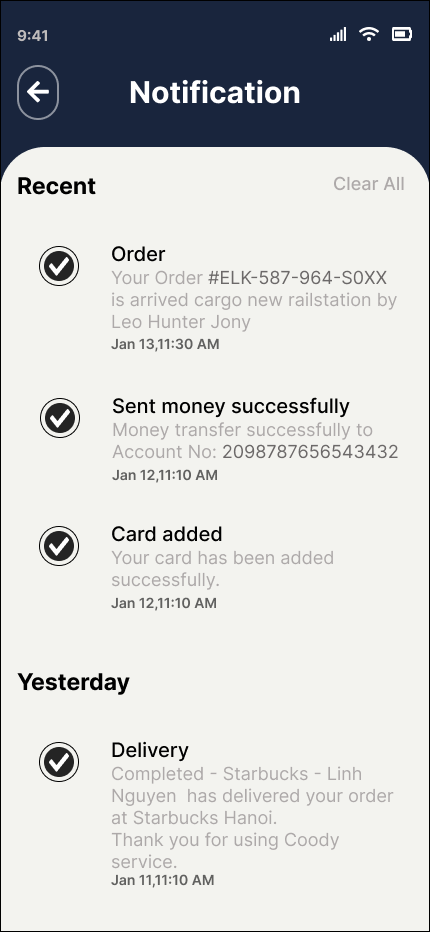 9:41
Notification
Recent
Clear All
Order
Your Order #ELK-587-964-S0XX
is arrived cargo new railstation by
Leo Hunter Jony
Jan 13,11:30 AM
Sent money successfully
Money transfer successfully to
Account No: 2098787656543432
Jan 12,11:10 AM
Card added
Your card has been added
successfully.
Jan 12,11:10 AM
Yesterday
Delivery
Completed - Starbucks - Linh
Nguyen  has delivered your order
at Starbucks Hanoi.
Thank you for using Coody
service.
Jan 11,11:10 AM